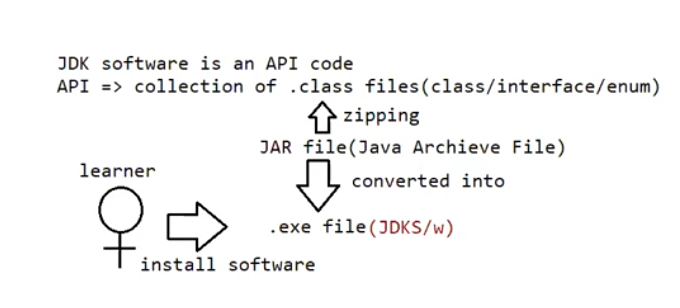 JDK software is an API code
API => collection of .class files(class/interface/enum)
zipping
JAR file(Java Archieve File)
learner
converted into
.exe file(JDKS/w)
install software